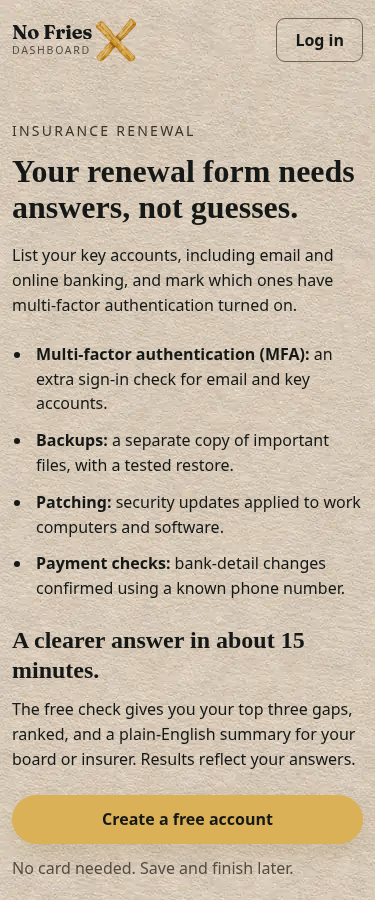 No Fries
DASHBOARD
Log in
INSURANCE RENEWAL
Your renewal form needs
answers, not guesses.
List your key accounts, including email and
online banking, and mark which ones have
multi-factor authentication turned on.
• Multi-factor authentication (MFA): an
extra sign-in check for email and key
accounts.
• Backups: a separate copy of important
files, with a tested restore.
• Patching: security updates applied to work
computers and software.
• Payment checks: bank-detail changes
confirmed using a known phone number.
A clearer answer in about 15
minutes.
The free check gives you your top three gaps,
ranked, and a plain-English summary for your
board or insurer. Results reflect your answers.
Create a free account
No card needed. Save and finish later.